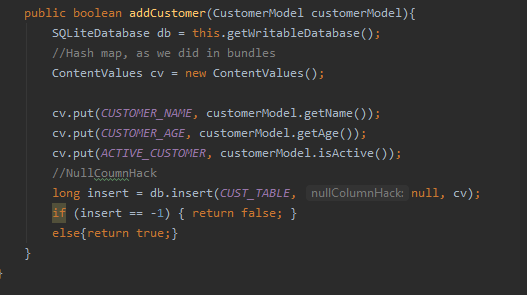 public boolean addCustomer(CustomerModel customerModel){
SQLiteDatabase db = this.getWritableDatabase();
//Hash map, as we did in bundles
ContentValues cv = new ContentValues();
cv.put(CUSTOMER_NAME, customerModel.getName());
cv.put(CUSTOMER_AGE, customerModel.getAge());
cv.put(ACTIVE_CUSTOMER, customerModel.isActive());
//NullCoumnHack
long insert = db.insert(CUST_TABLE, nullColumnHack: null, cv);
if (insert == -1) { return false; }
else{return true;}
}
}